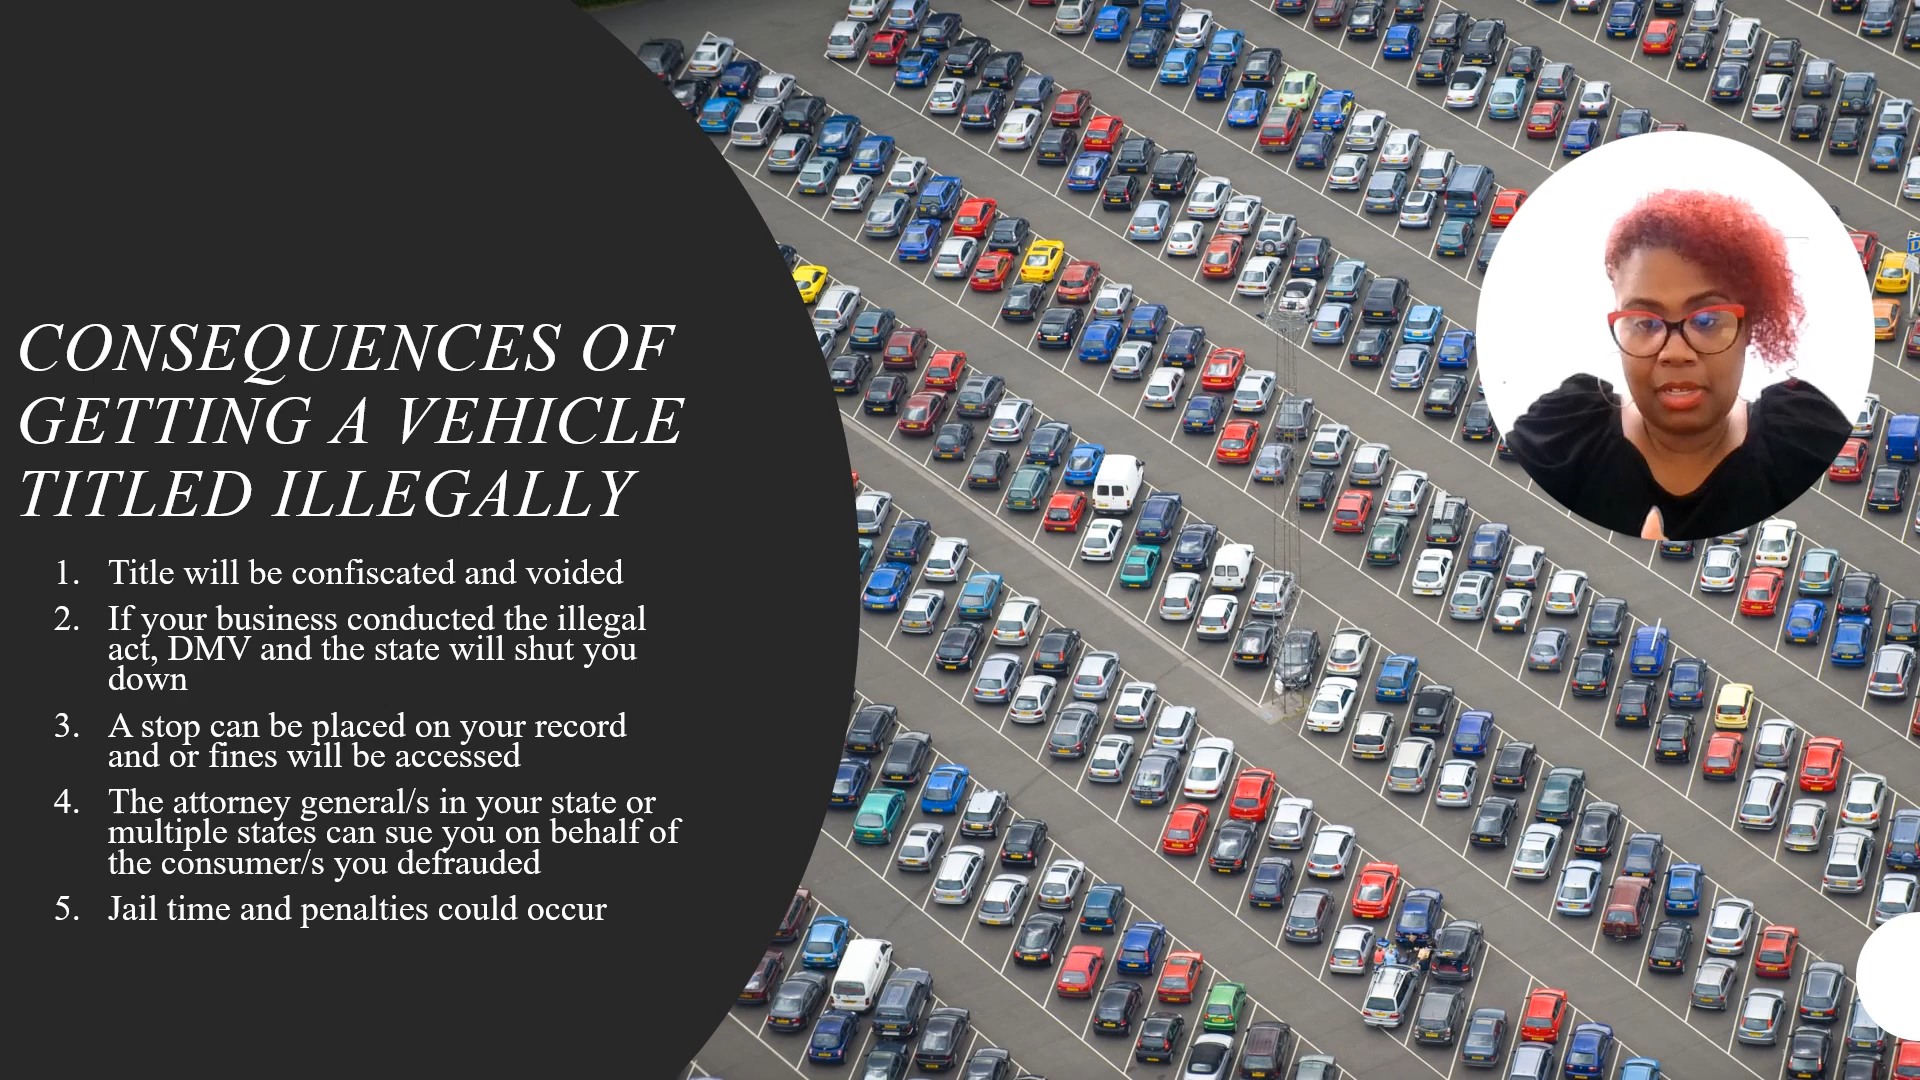 CONSEQUENCES OF
GETTING A VEHICLE
TITLED ILLEGALLY
1. Title will be confiscated and voided
2. If your business conducted the illegal
act, DMV and the state will shut you
down
3. A stop can be placed on your record
and or fines will be accessed
4. The attorney general/s in your state or
multiple states can sue you on behalf of
the consumer/s you defrauded
5. Jail time and penalties could occur